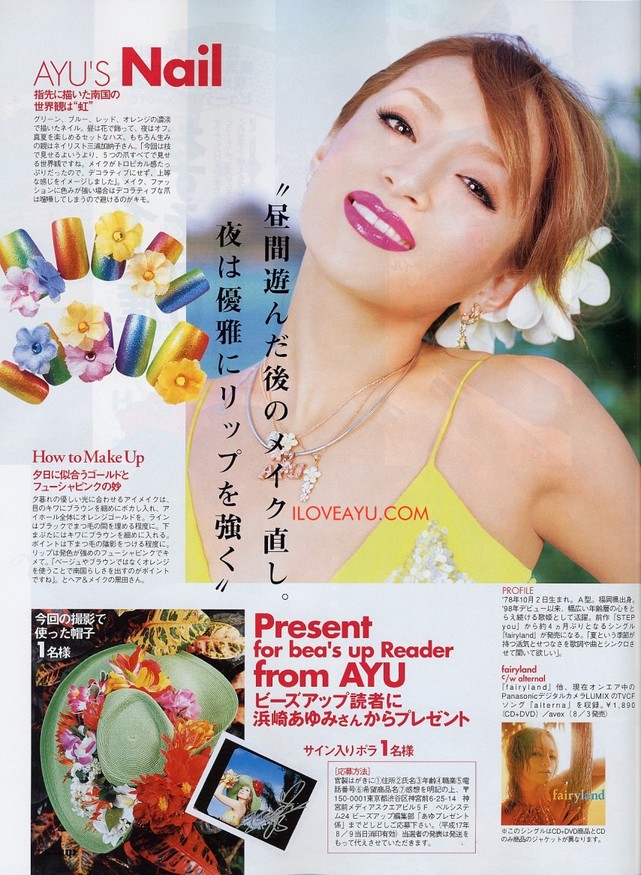 AYU'S Nail
指先に描いた南国の
世界観は"虹"
グリーン、ブルー、レッド、オレンジの濃淡
で描いたネイル。昼は花で飾って、夜はオフ。
真夏を楽しめるセットなハズ。もちろん生み
の親はネイリスト三浦加納子さん。「今回は技
で見せるよいうより、5つの爪すべてで見せ
る世界観ですね。メイクがトロピカル感たっ
ぷりだったので、デコラティブにせず、上等
な感じをイメージしました」。メイク、ファッ
ションに色みが強い場合はデコラティブな爪
は喧嘩してしまうので避けるのがキモ。
"昼間遊んだ後のメイク直し。
夜は優雅にリップを強く"
How to Make Up
夕日に似合うゴールドと
フューシャピンクの妙
夕暮れの優しい光に合わせるアイメイクは、
目のキワにブラウンを細めにボカし入れ、ア
イホール全体にオレンジゴールドを。ライン
はブラックでまつ毛の間を埋める程度に。下
まぶたにはキワにブラウンを細めに入れる。
ポイントは下まつ毛の陰影をつける程度に。
リップは発色が強めのフューシャピンクでキ
メて。「ベージュやブラウンではなくオレンジ
を使うことで南国らしさを出すのがポイント
ですね」とヘア&メイクの黒田さん。
ILOVEAYU.COM
PROFILE
'78年10月2日生まれ。A型。福岡県出身。
'98年デビュー以来、幅広い年齢層の心をと
らえ続ける歌姫として活躍。前作「STEP
you」から約4ヵ月ぶりとなるシングル
「fairyland」が発売になる。「夏という季節が
持つ活気とせつなさを歌詞や曲とシンクロさ
せて聞いて欲しい」。
fairyland
c/w alternal
「fairyland」他、現在オンエア中の
PanasonicデジタルカメラLUMIXのTVCF
ソング「alterna」を収録。¥1,890
(CD+DVD)/avex(8/3発売)
fairyland
※このシングルはCD+DVD商品とCD
のみ商品のジャケットが異なります。
今回の撮影で
使った帽子
1名様
Present
for bea's up Reader
from AYU
ビーズアップ読者に
浜崎あゆみさんからプレゼント
サイン入りポラ1名様
[応募方法]
官製はがきに①住所②氏名③年齢④職業⑤電
話番号⑥希望商品名⑦感想を明記の上、〒
150-0001東京都渋谷区神宮前6-25-14 神
宮前メディアスクエアビル5F ベルシステ
ム24 ビーズアップ編集部「あゆプレゼント
係」までどしどしご応募下さい。(平成17年
8/9当日消印有効)当選者の発表は発送を
もって代えさせていただきます。